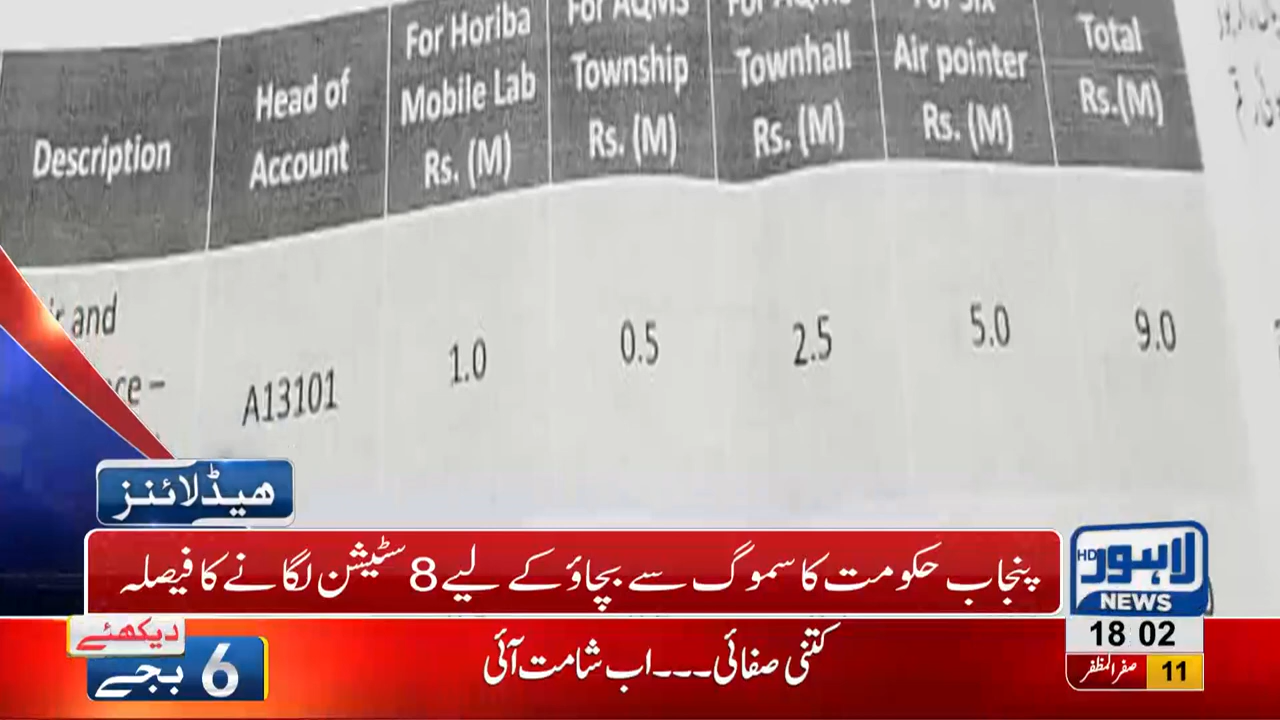 Description
Head of
Account
For Horiba
Mobile Lab
Rs. (M)
For AQMS
Township
Rs. (M)
For AQMS
Townhall
Rs. (M)
For Six
Air pointer
Rs. (M)
Total
Rs.(M)
and
A13101
1.0
0.5
2.5
5.0
9.0
ھیڈلائنز
پنجاب حکومت کا سموگ سے بچاؤ کے لیے 8 سٹیشن لگانے کا فیصلہ
لاہور HD
NEWS
18 02
11 صفر المظفر
دیکھئے
6 بجے
کتنی صفائی۔۔۔اب شامت آئی